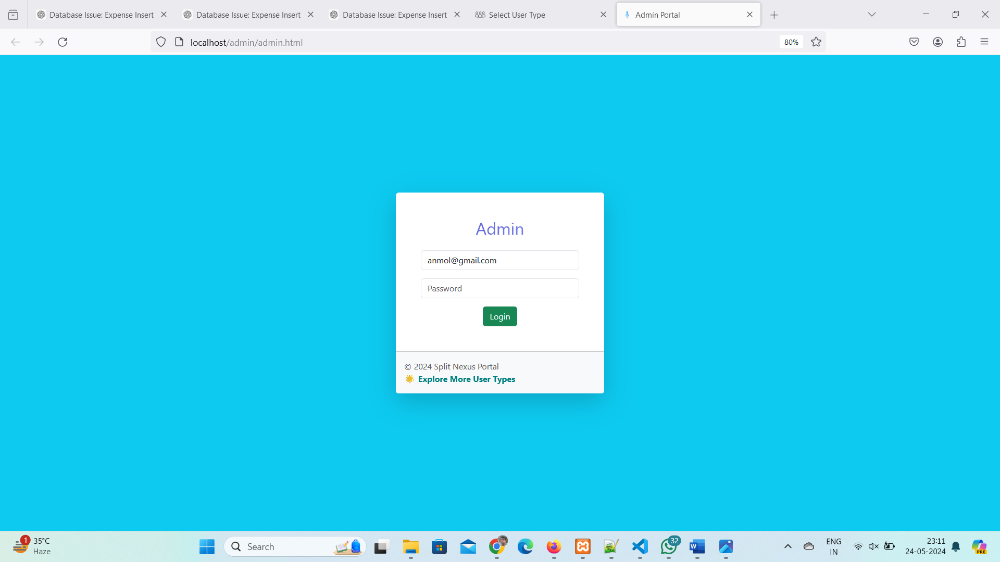 Database Issue: Expense Insert
Database Issue: Expense Insert
Database Issue: Expense Insert
Select User Type
Admin Portal
localhost/admin/admin.html
80%
Admin
anmol@gmail.com
Password
Login
© 2024 Split Nexus Portal
Explore More User Types
1
35°C
Haze
Search
32
W
ENG
IN
23:11
24-05-2024
PRE